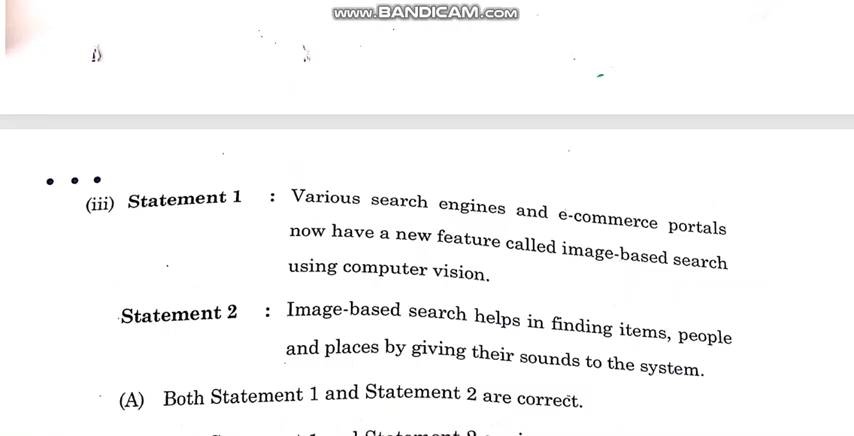 www.BANDICAM.com
(iii) Statement 1 : Various search engines and e-commerce portals
now have a new feature called image-based search
using computer vision.
Statement 2 : Image-based search helps in finding items, people
and places by giving their sounds to the system.
(A) Both Statement 1 and Statement 2 are correct.